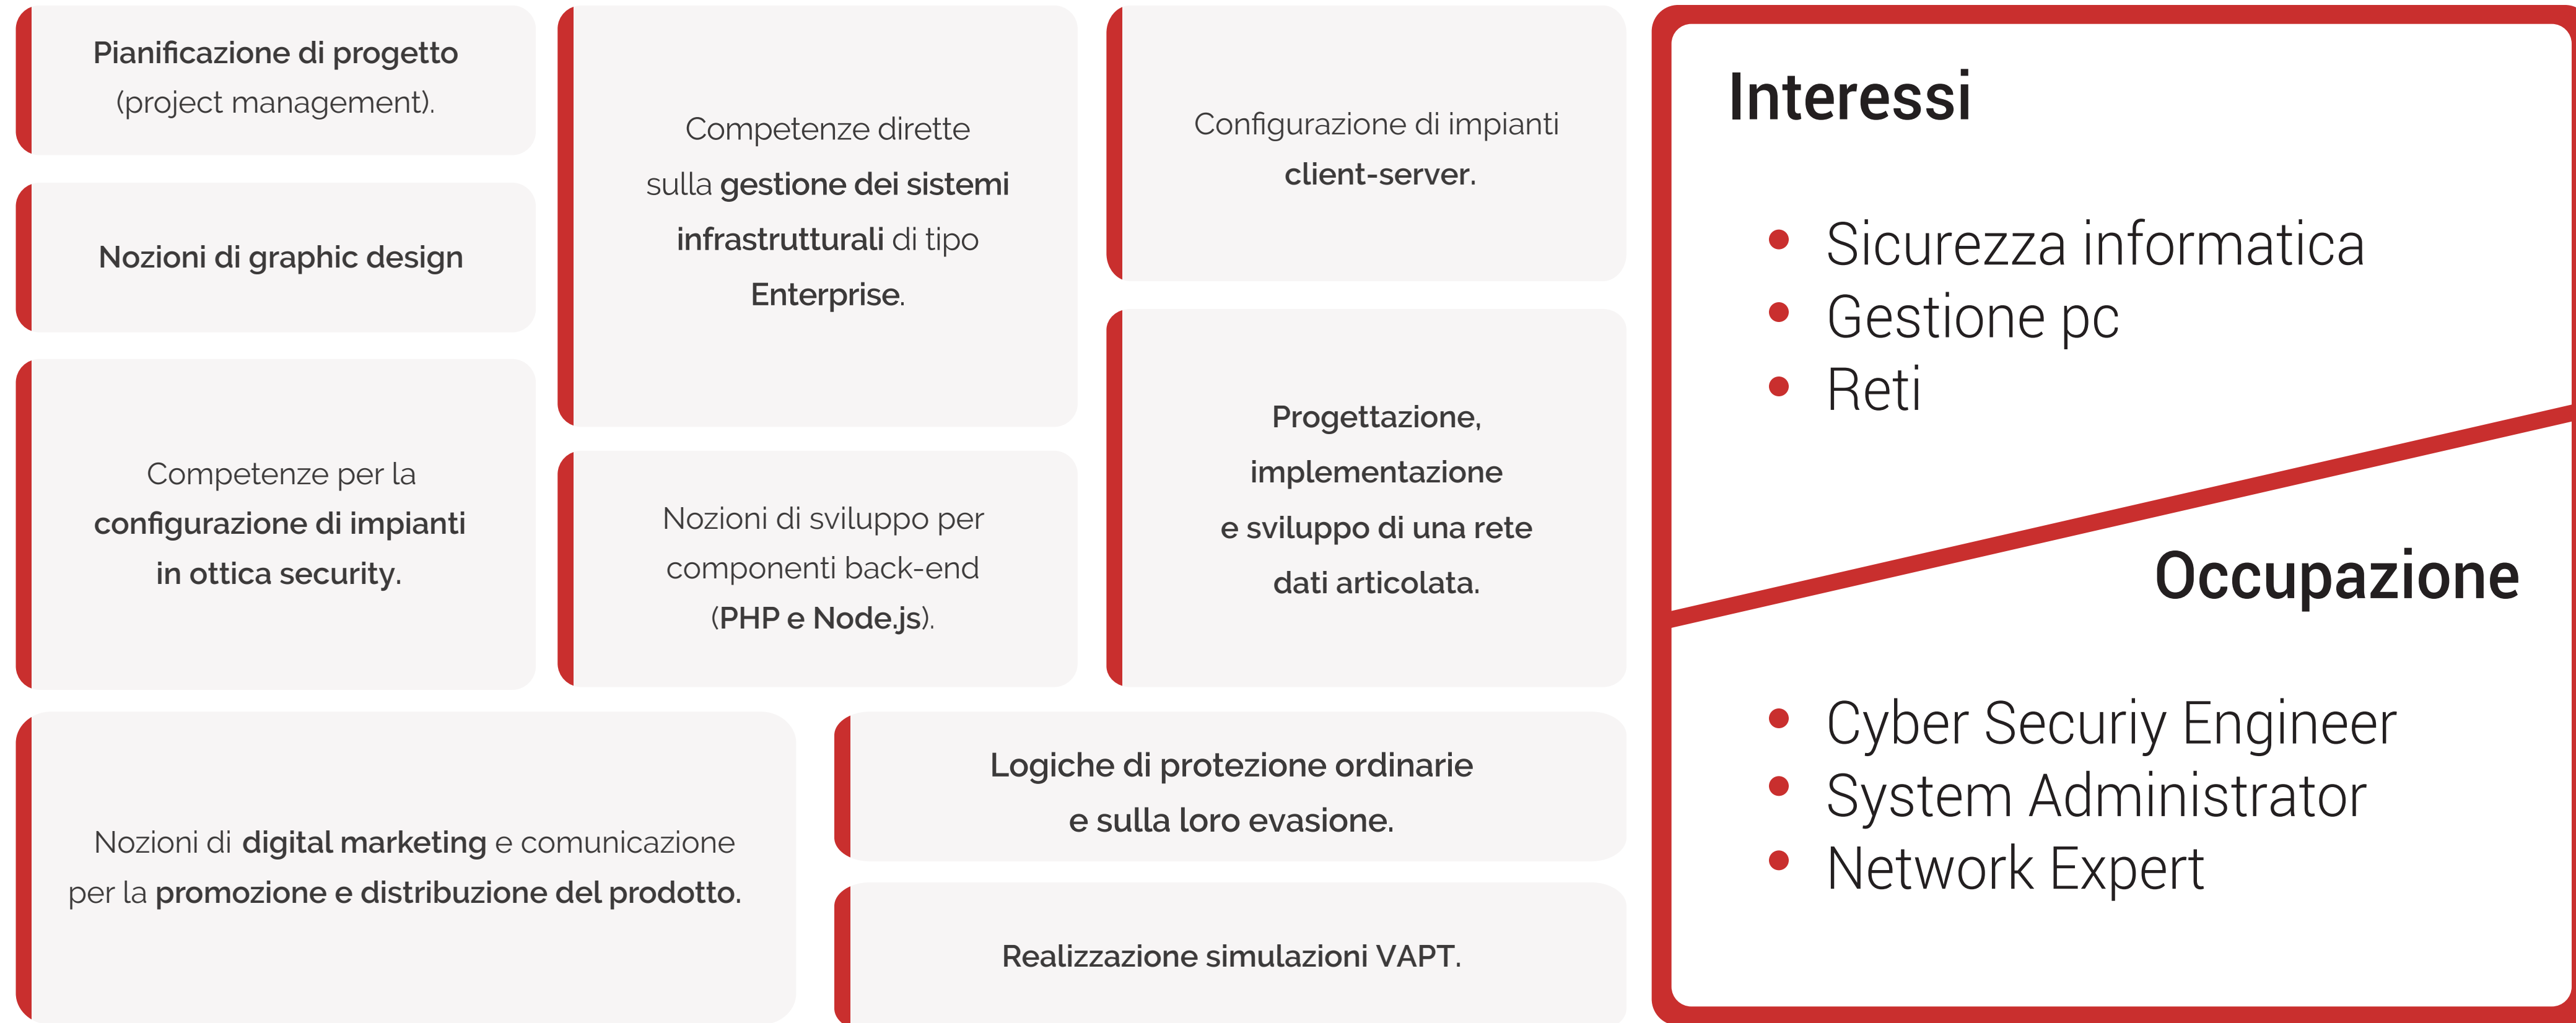 Pianificazione di progetto
(project management).
Nozioni di graphic design
Competenze per la
configurazione di impianti
in ottica security.
Competenze dirette
sulla gestione dei sistemi
infrastrutturali di tipo
Enterprise.
Nozioni di sviluppo per
componenti back-end
(PHP e Node.js).
Configurazione di impianti
client-server.
Progettazione,
implementazione
e sviluppo di una rete
dati articolata.
Nozioni di digital marketing e comunicazione
per la promozione e distribuzione del prodotto.
Logiche di protezione ordinarie
e sulla loro evasione.
Realizzazione simulazioni VAPT.
Interessi
• Sicurezza informatica
• Gestione pc
• Reti
Occupazione
• Cyber Securiy Engineer
• System Administrator
• Network Expert